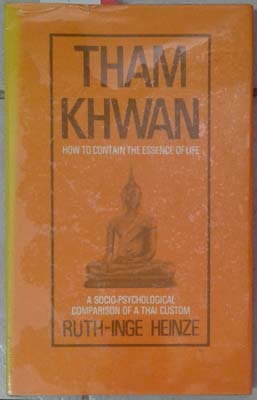 THAM
KHWAN
HOW TO CONTAIN THE ESSENCE OF LIFE
A SOCIO-PSYCHOLOGICAL
COMPARISON OF A THAI CUSTOM
RUTH-INGE HEINZE